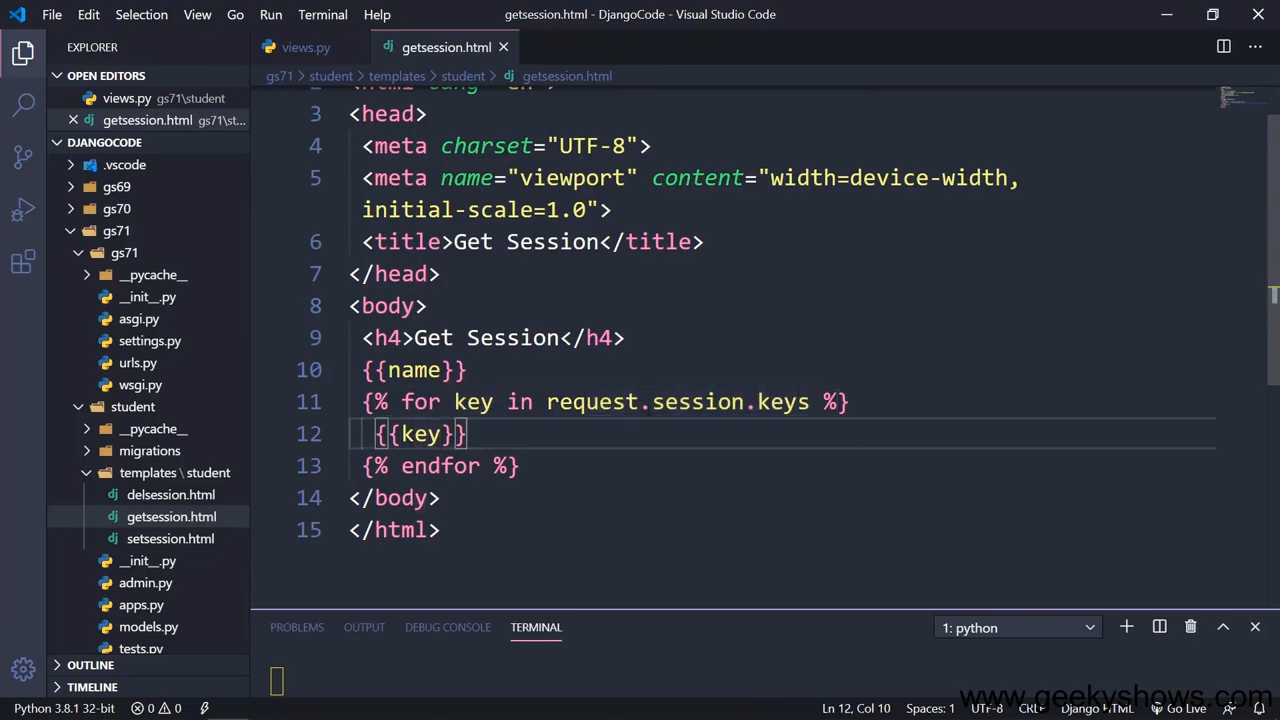 File Edit Selection View Go Run Terminal Help getsession.html - DjangoCode - Visual Studio Code
EXPLORER
OPEN EDITORS
views.py gs71\student
getsession.html gs71\st...
DJANGOCODE
.vscode
gs69
gs70
gs71
gs71
__pycache__
__init__.py
asgi.py
settings.py
urls.py
wsgi.py
student
__pycache__
migrations
templates \ student
delsession.html
getsession.html
setsession.html
__init__.py
admin.py
apps.py
models.py
tests.py
OUTLINE
TIMELINE
views.py getsession.html
gs71 > student > templates > student > getsession.html
3 <head>
4 <meta charset="UTF-8">
5 <meta name="viewport" content="width=device-width,
initial-scale=1.0">
6 <title>Get Session</title>
7 </head>
8 <body>
9 <h4>Get Session</h4>
10 {{name}}
11 {% for key in request.session.keys %}
12 {{key}}
13 {% endfor %}
14 </body>
15 </html>
PROBLEMS OUTPUT DEBUG CONSOLE TERMINAL 1: python
www.geekyshows.com
Python 3.8.1 32-bit 0 0 Ln 12, Col 10 Spaces: 1 UTF-8 CRLF Django HTML Go Live